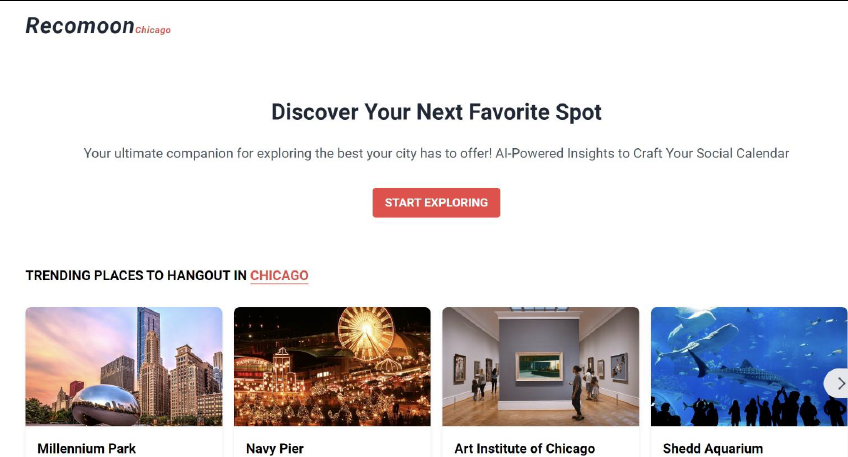 RecomoonChicago
Discover Your Next Favorite Spot
Your ultimate companion for exploring the best your city has to offer! AI-Powered Insights to Craft Your Social Calendar
START EXPLORING
TRENDING PLACES TO HANGOUT IN CHICAGO
Millennium Park
Navy Pier
Art Institute of Chicago
Shedd Aquarium